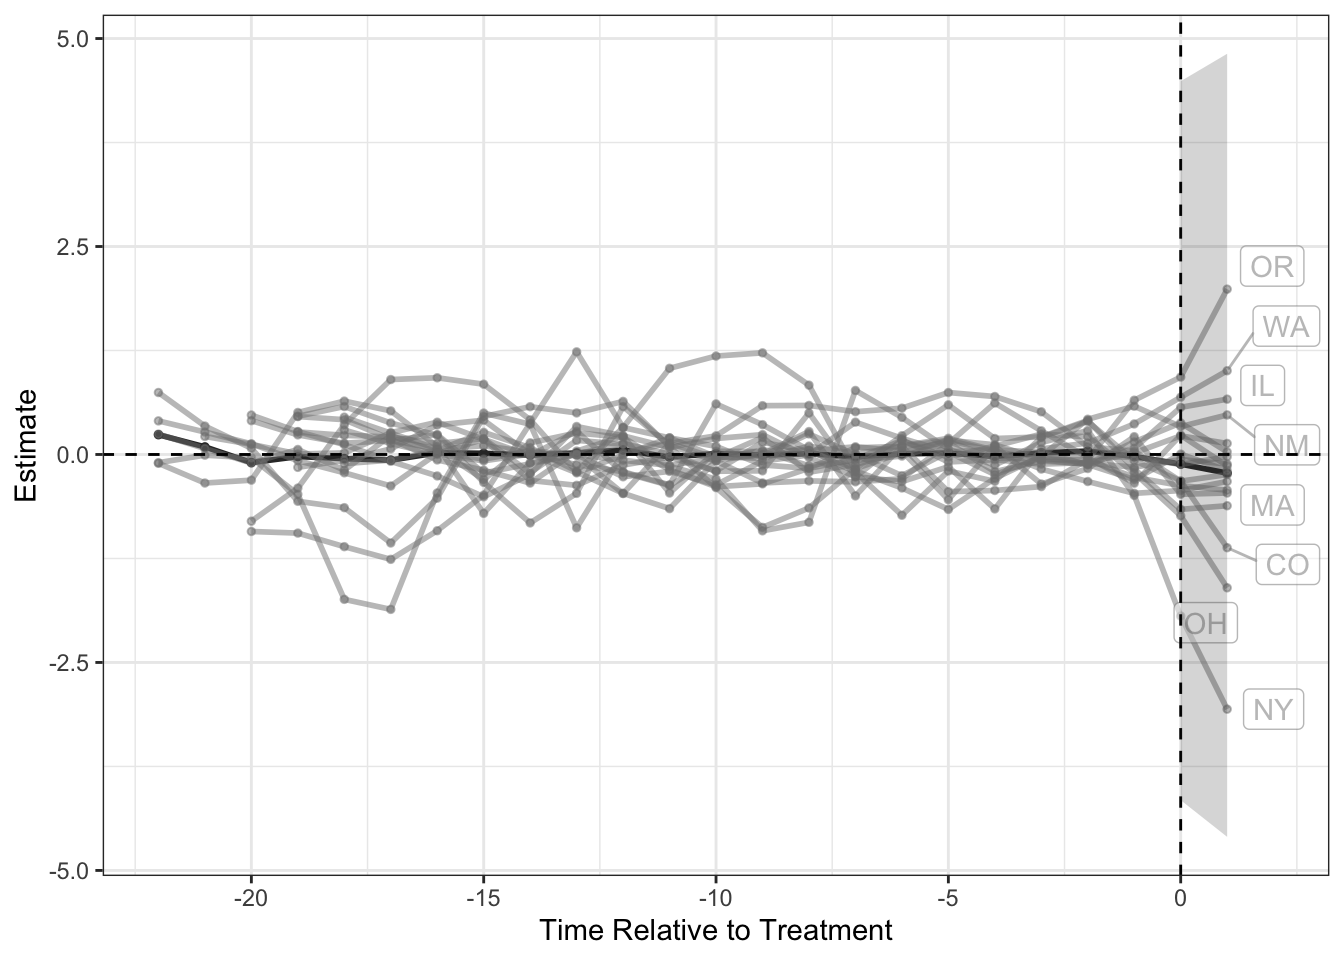 5.0
2.5
0.0
-2.5
-5.0
Estimate
OR
WA
IL
NM
MA
CO
OH
NY
-20
-15
-10
-5
0
Time Relative to Treatment